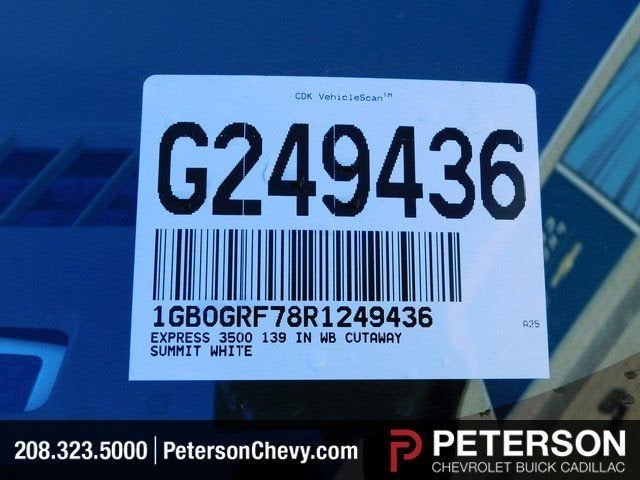 CDK VehicleScan™
G249436
1GB0GRF78R1249436
EXPRESS 3500 139 IN WB CUTAWAY
SUMMIT WHITE
A25
208.323.5000 | PetersonChevy.com
PETERSON
CHEVROLET BUICK CADILLAC